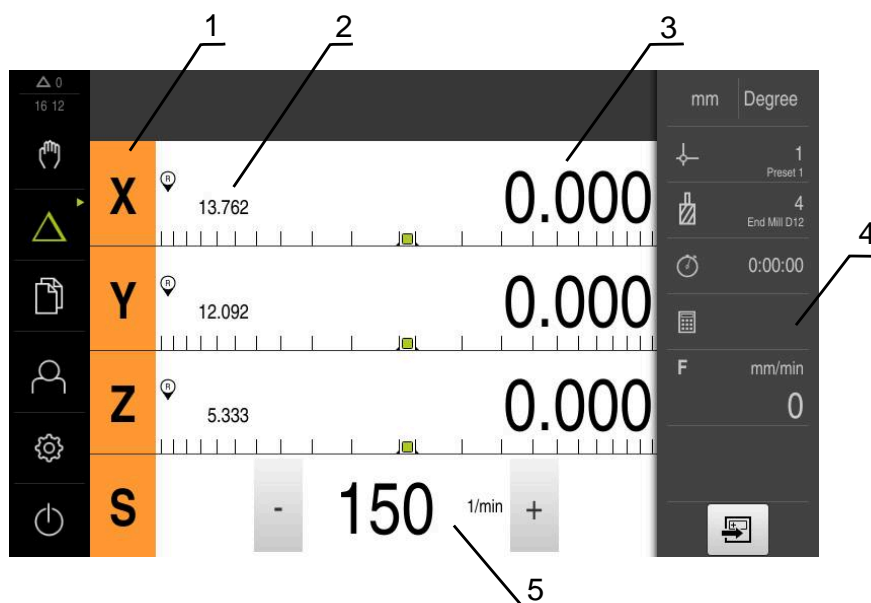 1
2
3
0
16 12
mm
Degree
X
R
13.762
0.000
1
Preset 1
4
End Mill D12
4
Y
R
12.092
0.000
0:00:00
Z
R
5.333
0.000
F
mm/min
0
S
-
150
1/min
+
5